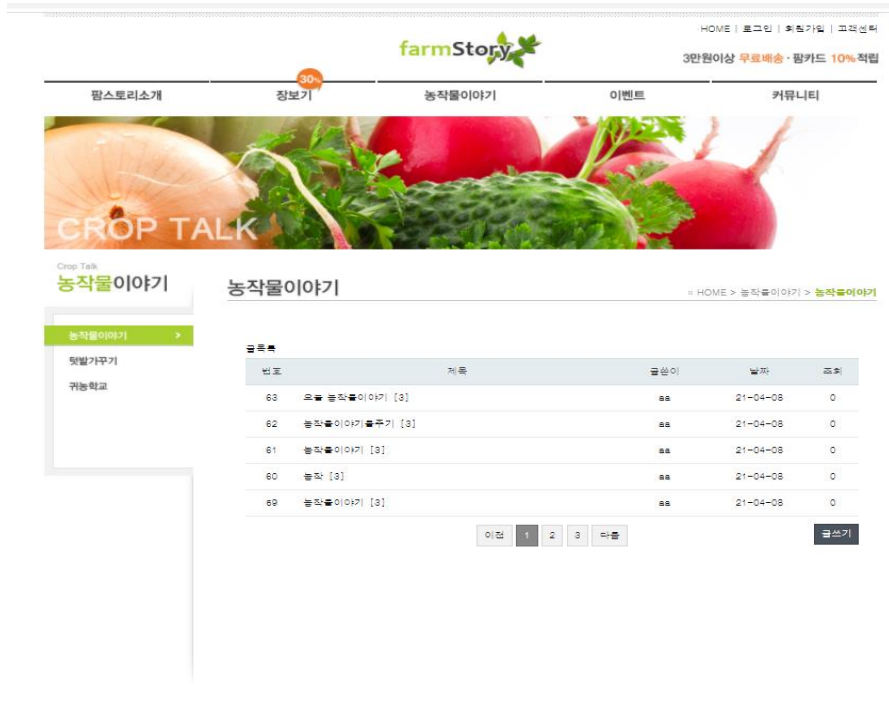 HOME | 로그인 | 회원가입 | 고객센터
farmStory
3만원이상 무료배송 · 팜카드 10% 적립
30%
팜스토리소개 장보기 농작물이야기 이벤트 커뮤니티
CROP TALK
Crop Talk
농작물이야기
농작물이야기 >
텃밭가꾸기
귀농학교
농작물이야기
HOME > 농작물이야기 > 농작물이야기
글목록
번호 제목 글쓴이 날짜 조회
63 오늘 농작물이야기 [3] aa 21-04-08 0
62 농작물이야기물주기 [3] aa 21-04-08 0
61 농작물이야기 [3] aa 21-04-08 0
60 농작 [3] aa 21-04-08 0
69 농작물이야기 [3] aa 21-04-08 0
이전 1 2 3 다음
글쓰기